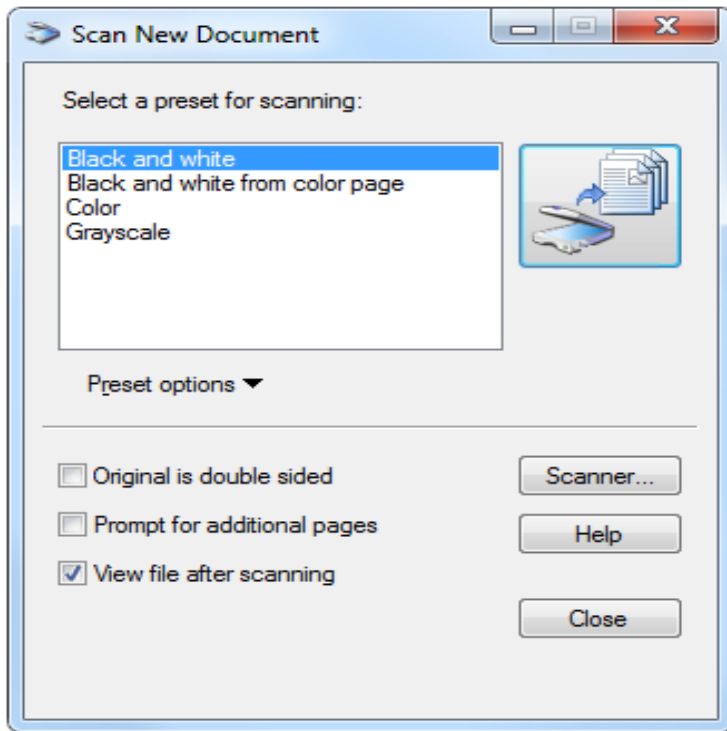 Scan New Document
Select a preset for scanning:
Black and white
Black and white from color page
Color
Grayscale
Preset options
Original is double sided
Scanner...
Prompt for additional pages
Help
View file after scanning
Close